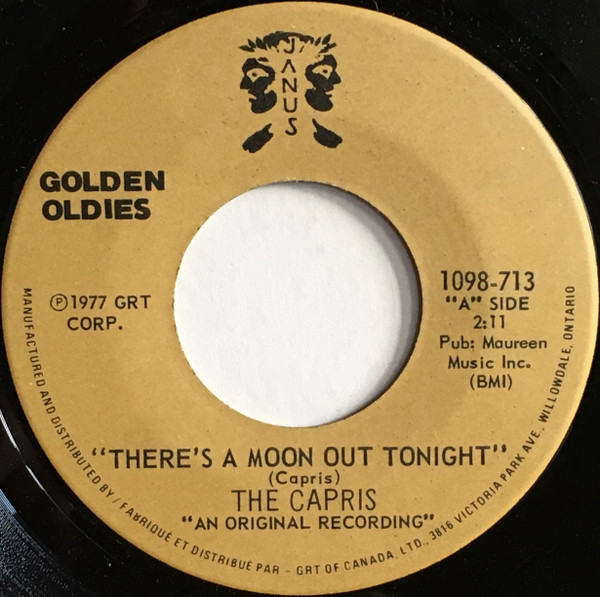 JANUS
GOLDEN
OLDIES
℗1977 GRT
CORP.
1098-713
"A" SIDE
2:11
Pub: Maureen
Music Inc.
(BMI)
"THERE'S A MOON OUT TONIGHT"
(Capris)
THE CAPRIS
"AN ORIGINAL RECORDING"
MANUFACTURED AND DISTRIBUTED BY / FABRIQUÉ ET DISTRIBUÉ PAR - GRT OF CANADA, LTD., 3816 VICTORIA PARK AVE., WILLOWDALE, ONTARIO